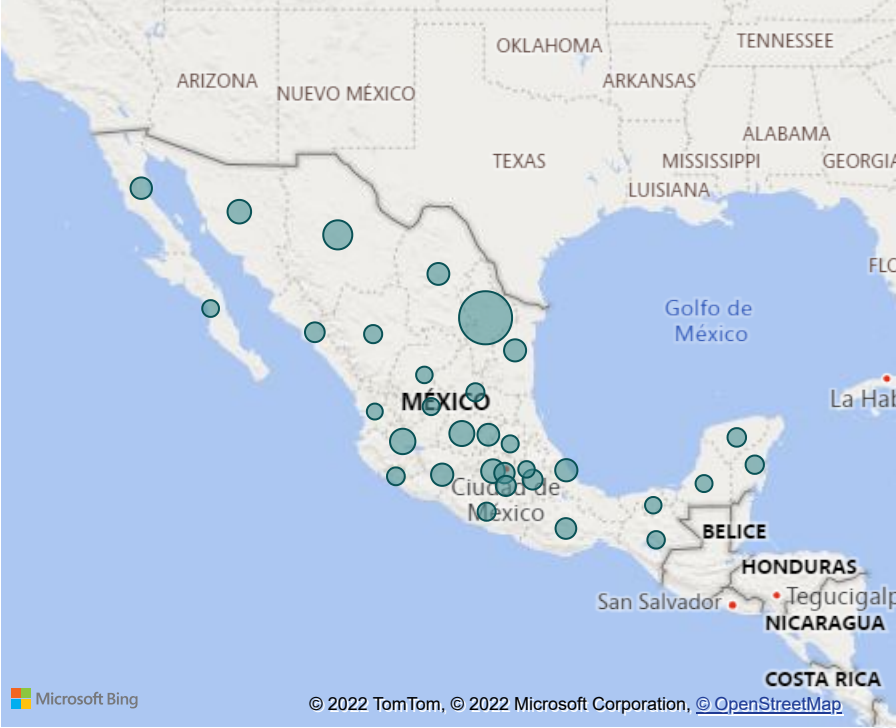 OKLAHOMA
TENNESSEE
ARIZONA
NUEVO MÉXICO
ARKANSAS
ALABAMA
TEXAS
MISSISSIPPI
GEORGIA
LUISIANA
FLO
Golfo de
México
La Hab
MÉXICO
Ciudad de
México
BELICE
HONDURAS
San Salvador
Tegucigalp
NICARAGUA
COSTA RICA
Microsoft Bing
© 2022 TomTom, © 2022 Microsoft Corporation, © OpenStreetMap